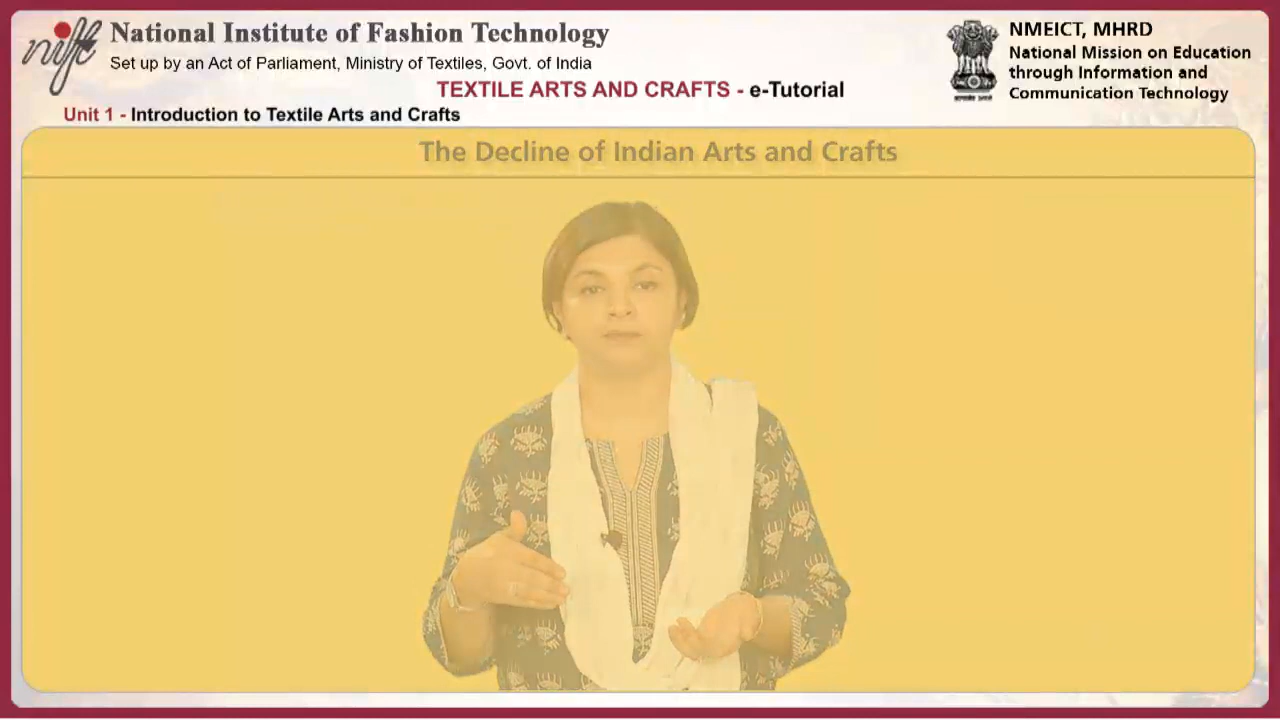 nift
National Institute of Fashion Technology
Set up by an Act of Parliament, Ministry of Textiles, Govt. of India
TEXTILE ARTS AND CRAFTS - e-Tutorial
NMEICT, MHRD
National Mission on Education
through Information and
Communication Technology
Unit 1 - Introduction to Textile Arts and Crafts
The Decline of Indian Arts and Crafts